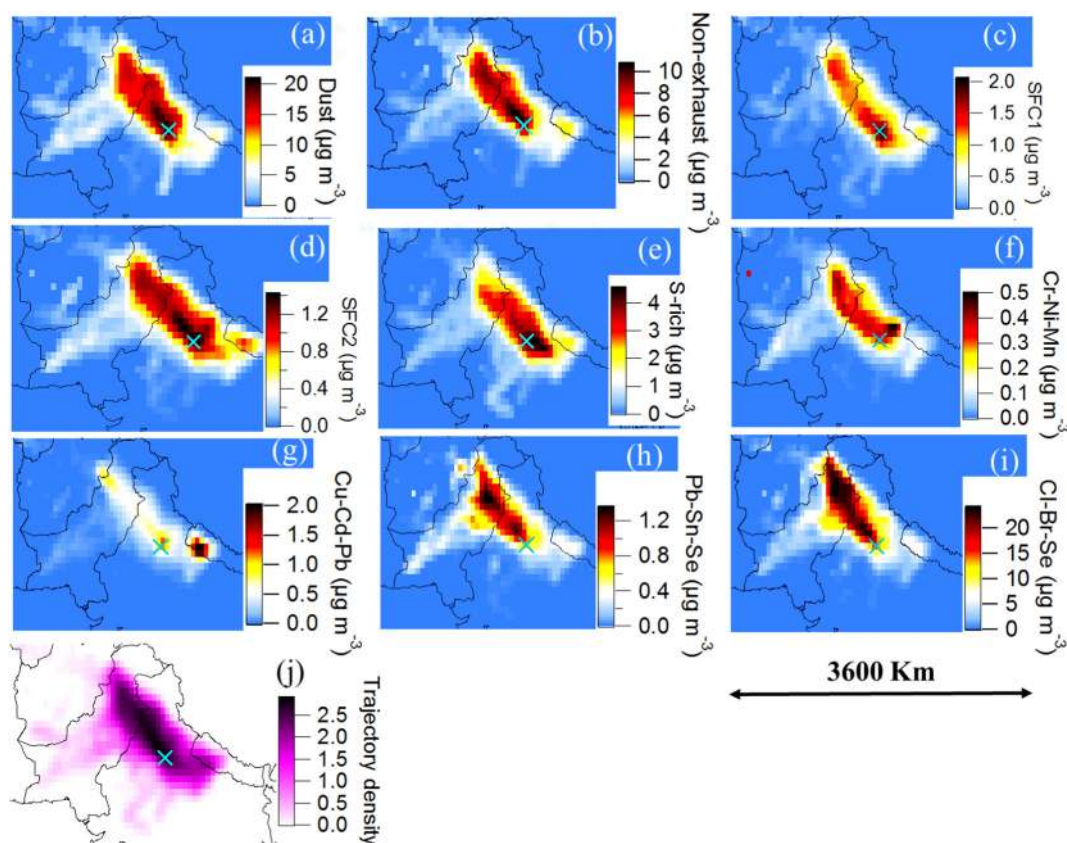 (a)
Dust (µg m-3)
20
15
10
5
0
(b)
Non-exhaust (µg m-3)
10
8
6
4
2
0
(c)
SFC1 (µg m-3)
2.0
1.5
1.0
0.5
0.0
(d)
SFC2 (µg m-3)
1.2
0.8
0.4
0
(e)
S-rich (µg m-3)
4
3
2
1
0
(f)
Cr-Ni-Mn (µg m-3)
0.5
0.4
0.3
0.2
0.1
0.0
(g)
Cu-Cd-Pb (µg m-3)
2.0
1.5
1.0
0.5
0.0
(h)
Pb-Sn-Se (µg m-3)
1.2
0.8
0.4
0.0
(i)
Cl-Br-Se (µg m-3)
20
15
10
5
0
3600 Km
(j)
Trajectory density
2.5
2.0
1.5
1.0
0.5
0.0